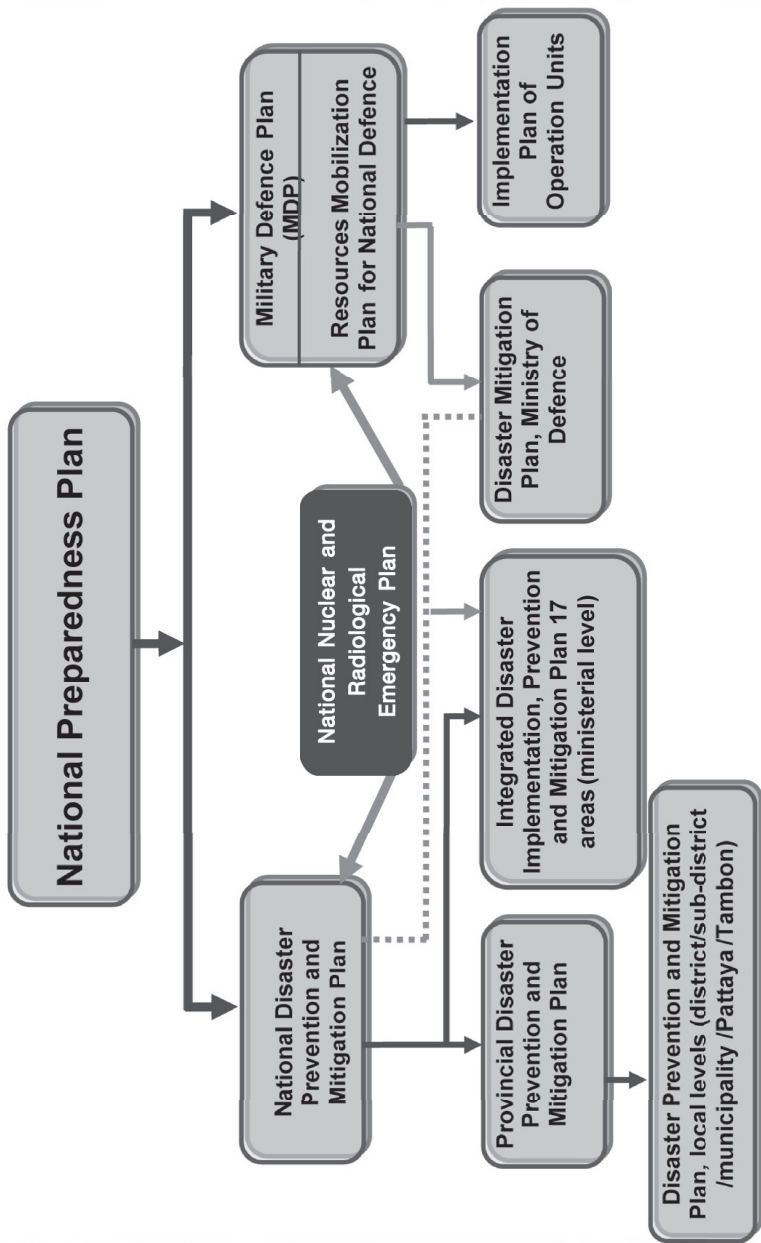 National Preparedness Plan
Military Defence Plan
(MDP)
Resources Mobilization
Plan for National Defence
National Nuclear and
Radiological
Emergency Plan
National Disaster
Prevention and
Mitigation Plan
Provincial Disaster
Prevention and
Mitigation Plan
Integrated Disaster
Implementation, Prevention
and Mitigation Plan 17
areas (ministerial level)
Disaster Mitigation
Plan, Ministry of
Defence
Implementation
Plan of
Operation Units
Disaster Prevention and Mitigation
Plan, local levels (district/sub-district
/municipality /Pattaya /Tambon)